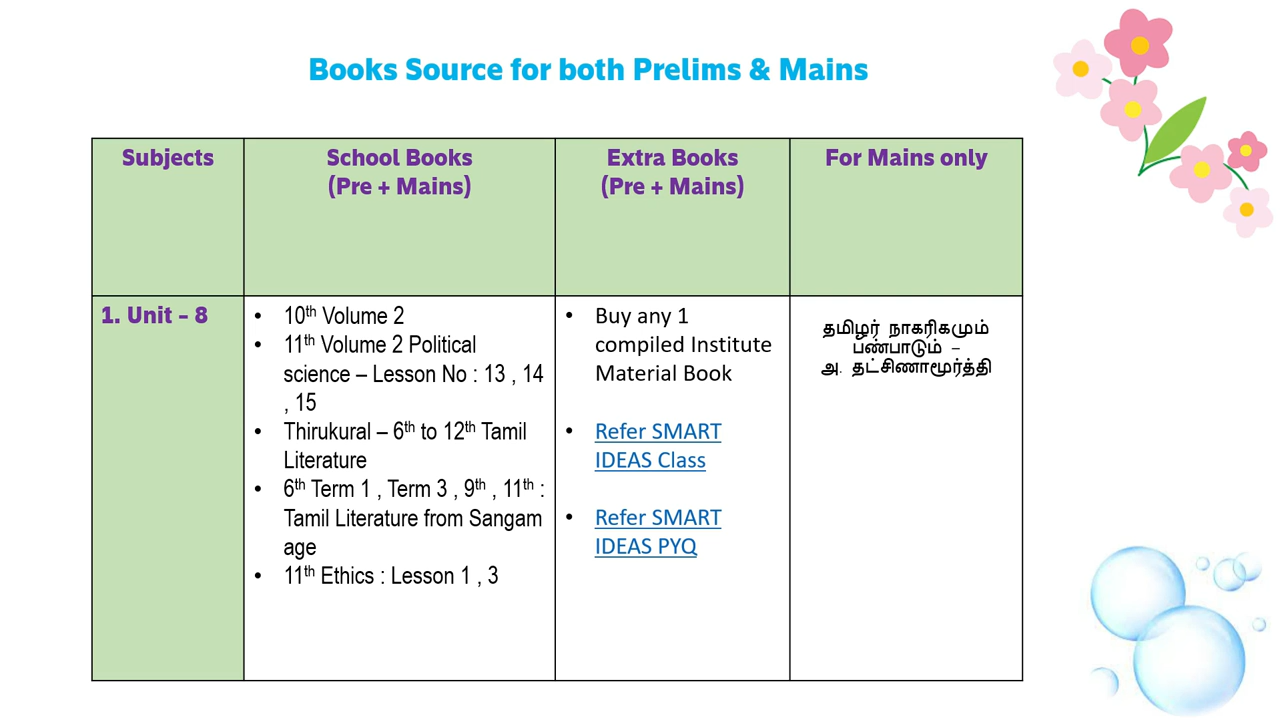 Books Source for both Prelims & Mains
Subjects
School Books
(Pre + Mains)
Extra Books
(Pre + Mains)
For Mains only
1. Unit – 8
• 10th Volume 2
• 11th Volume 2 Political
science – Lesson No : 13 , 14
, 15
• Thirukural – 6th to 12th Tamil
Literature
• 6th Term 1 , Term 3 , 9th , 11th :
Tamil Literature from Sangam
age
• 11th Ethics : Lesson 1 , 3
• Buy any 1
compiled Institute
Material Book
• Refer SMART
IDEAS Class
• Refer SMART
IDEAS PYQ
தமிழர் நாகரிகமும்
பண்பாடும் –
அ. தட்சிணாமூர்த்தி